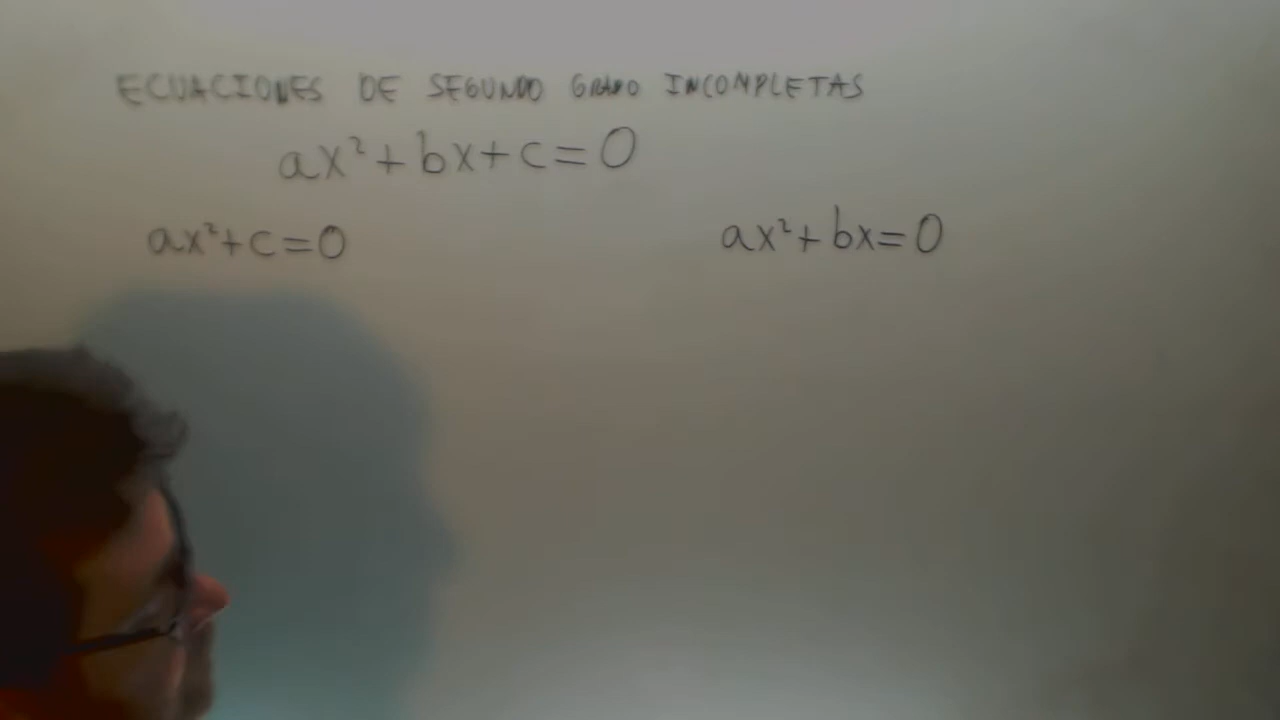 ECUACIONES DE SEGUNDO GRADO INCOMPLETAS
ax²+bx+c=0
ax²+c=0
ax²+bx=0